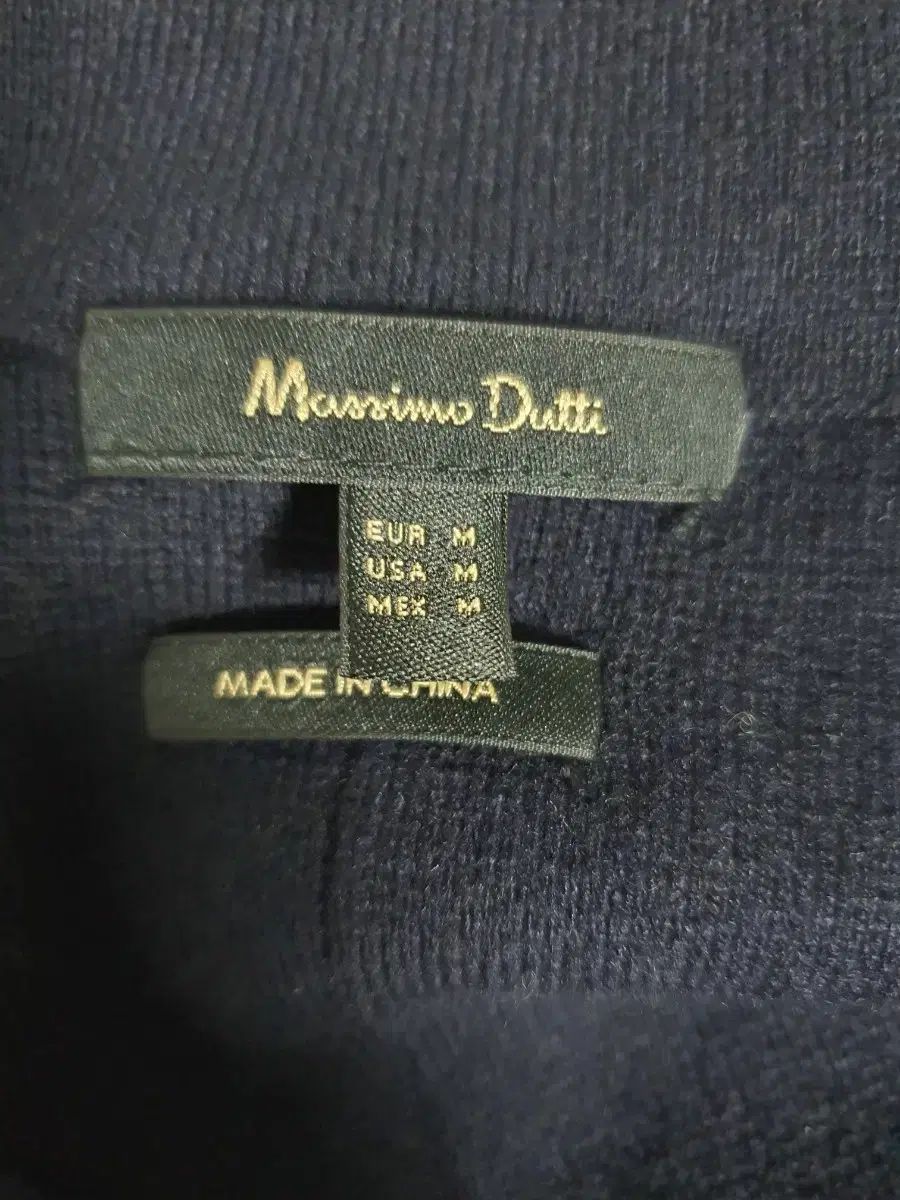 Massimo Dutti
EUR M
USA M
MEX M
MADE IN CHINA